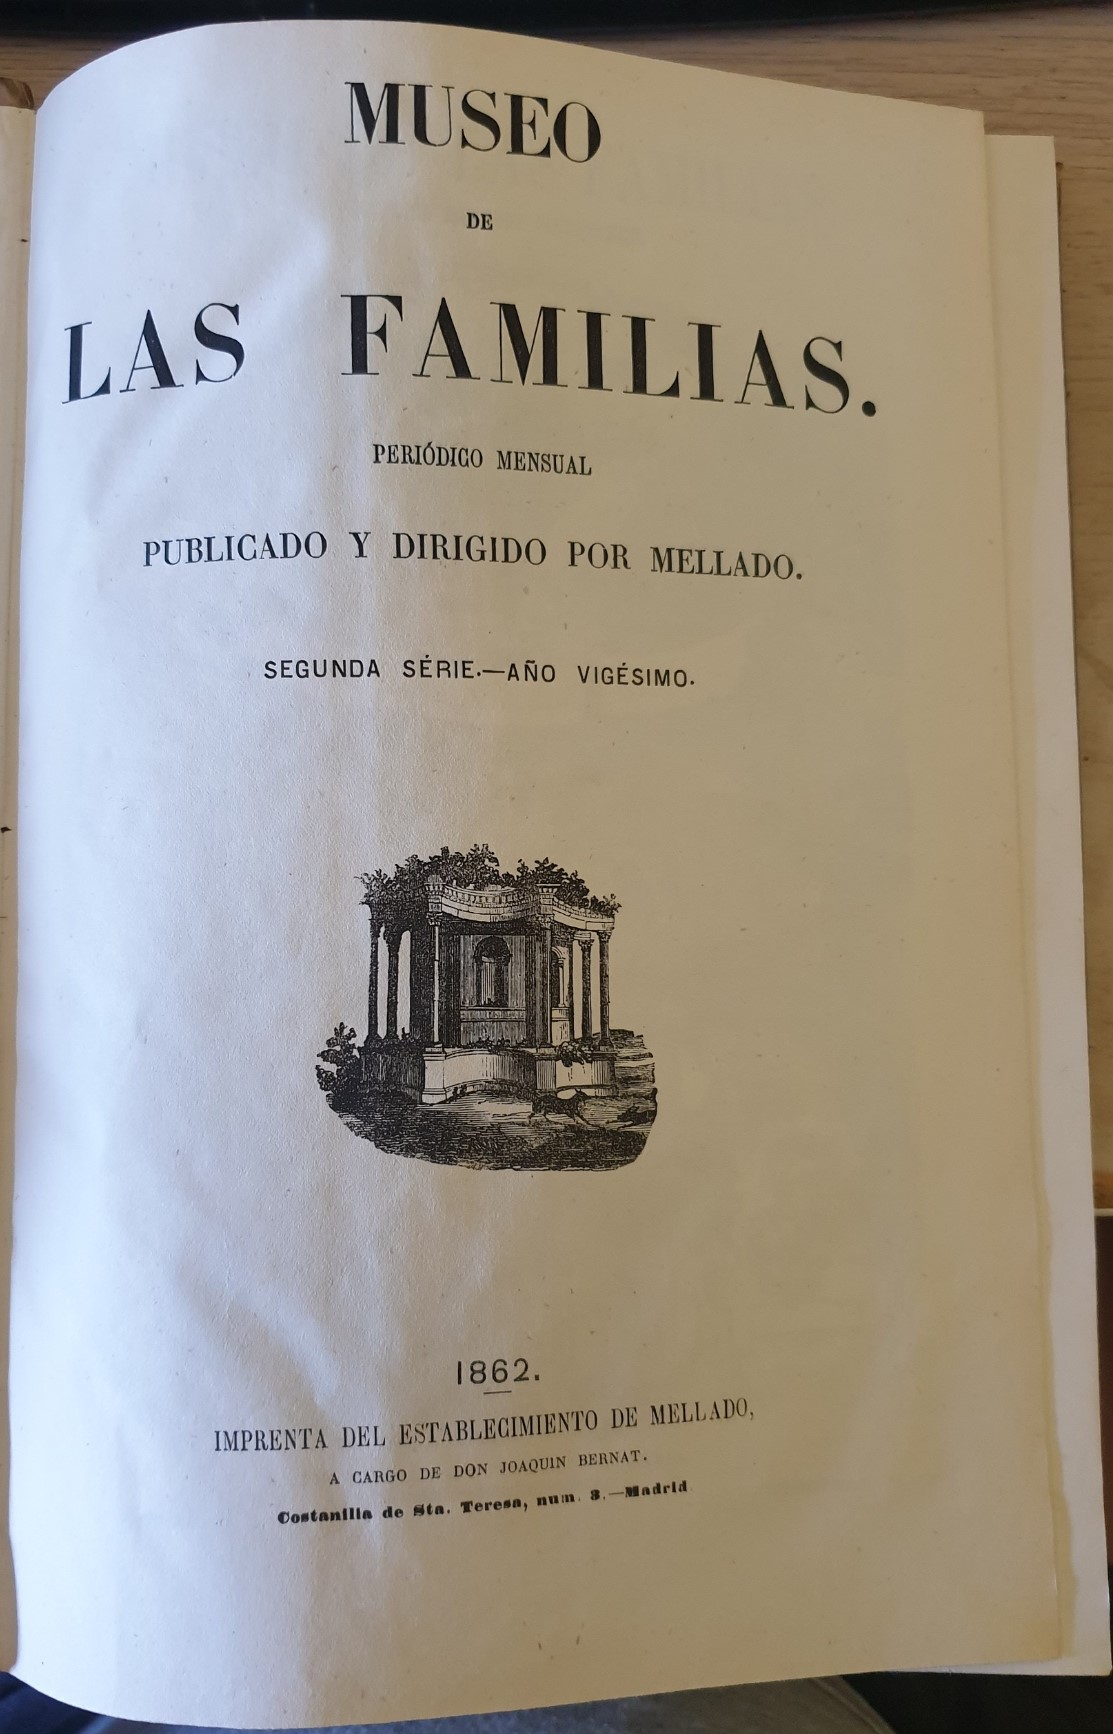 MUSEO
DE
LAS FAMILIAS.
PERIÓDICO MENSUAL
PUBLICADO Y DIRIGIDO POR MELLADO.
SEGUNDA SÉRIE.—AÑO VIGÉSIMO.
1862.
IMPRENTA DEL ESTABLECIMIENTO DE MELLADO,
A CARGO DE DON JOAQUIN BERNAT.
Costanilla de Sta. Teresa, num. 3.—Madrid